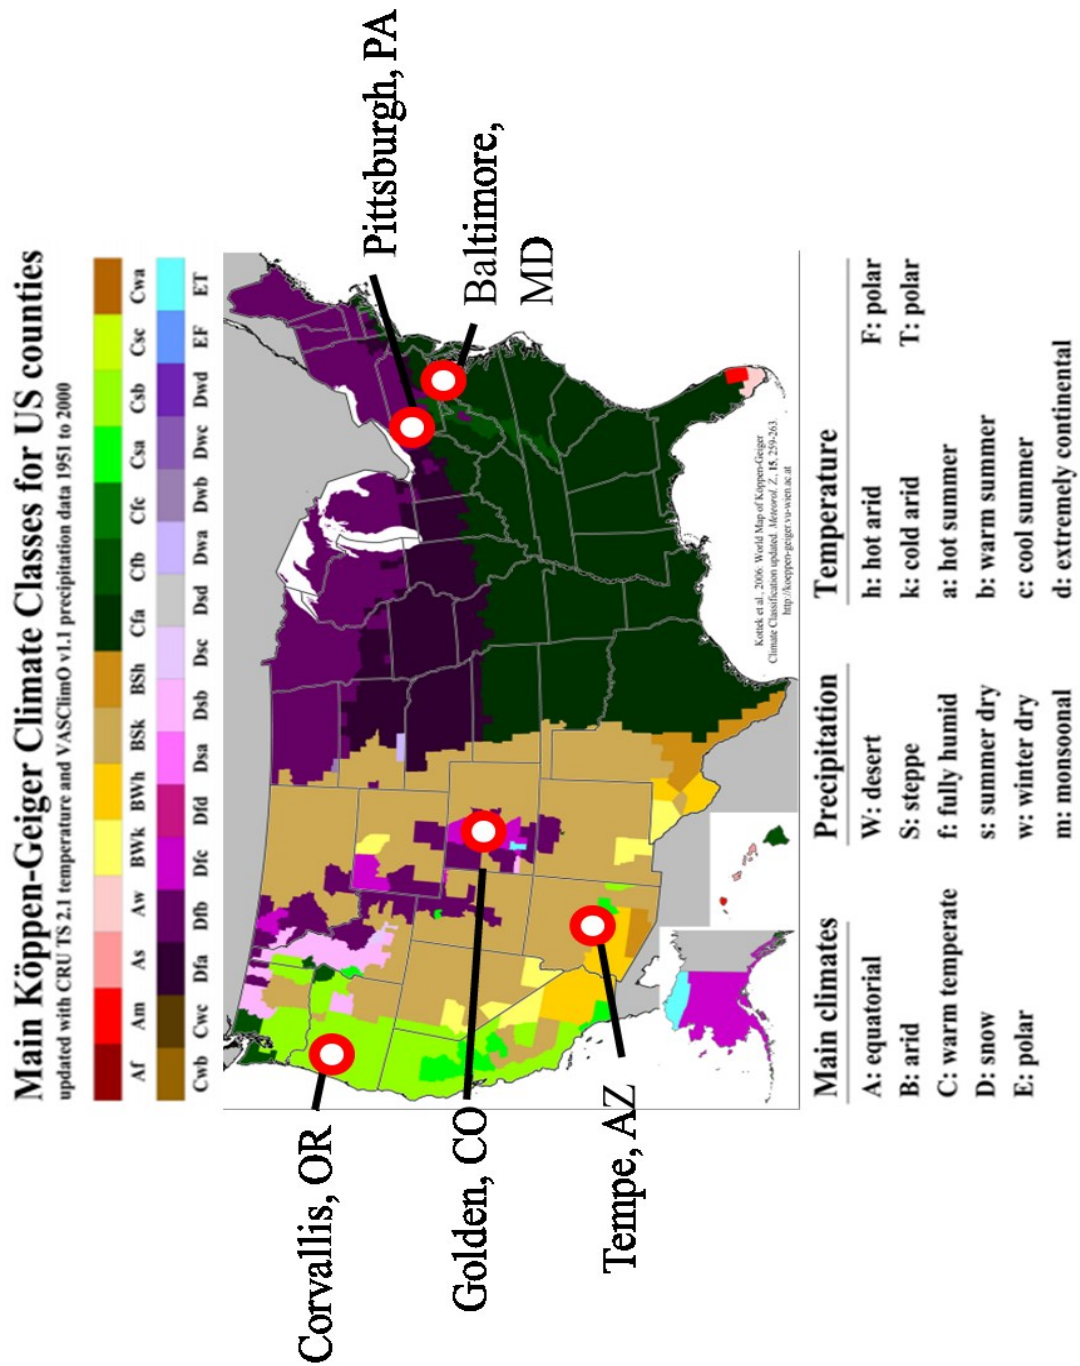 Main Köppen-Geiger Climate Classes for US counties
updated with CRU TS 2.1 temperature and VASClimO v1.1 precipitation data 1951 to 2000
Af Am As Aw BWk BWh BSk BSh Cfa Cfb Cfc Csa Csb Csc Cwa
Cwb Cwc Dfa Dfb Dfc Dfd Dsa Dsb Dsc Dsd Dwa Dwb Dwc Dwd EF ET
Corvallis, OR
Pittsburgh, PA
Golden, CO
Baltimore,
MD
Tempe, AZ
Kottek et al., 2006: World Map of Köppen-Geiger
Climate Classification updated. Meteorol. Z., 15, 259-263.
http://koeppen-geiger.vu-wien.ac.at
Main climates
A: equatorial
B: arid
C: warm temperate
D: snow
E: polar
Precipitation
W: desert
S: steppe
f: fully humid
s: summer dry
w: winter dry
m: monsoonal
Temperature
h: hot arid
k: cold arid
a: hot summer
b: warm summer
c: cool summer
d: extremely continental
F: polar
T: polar